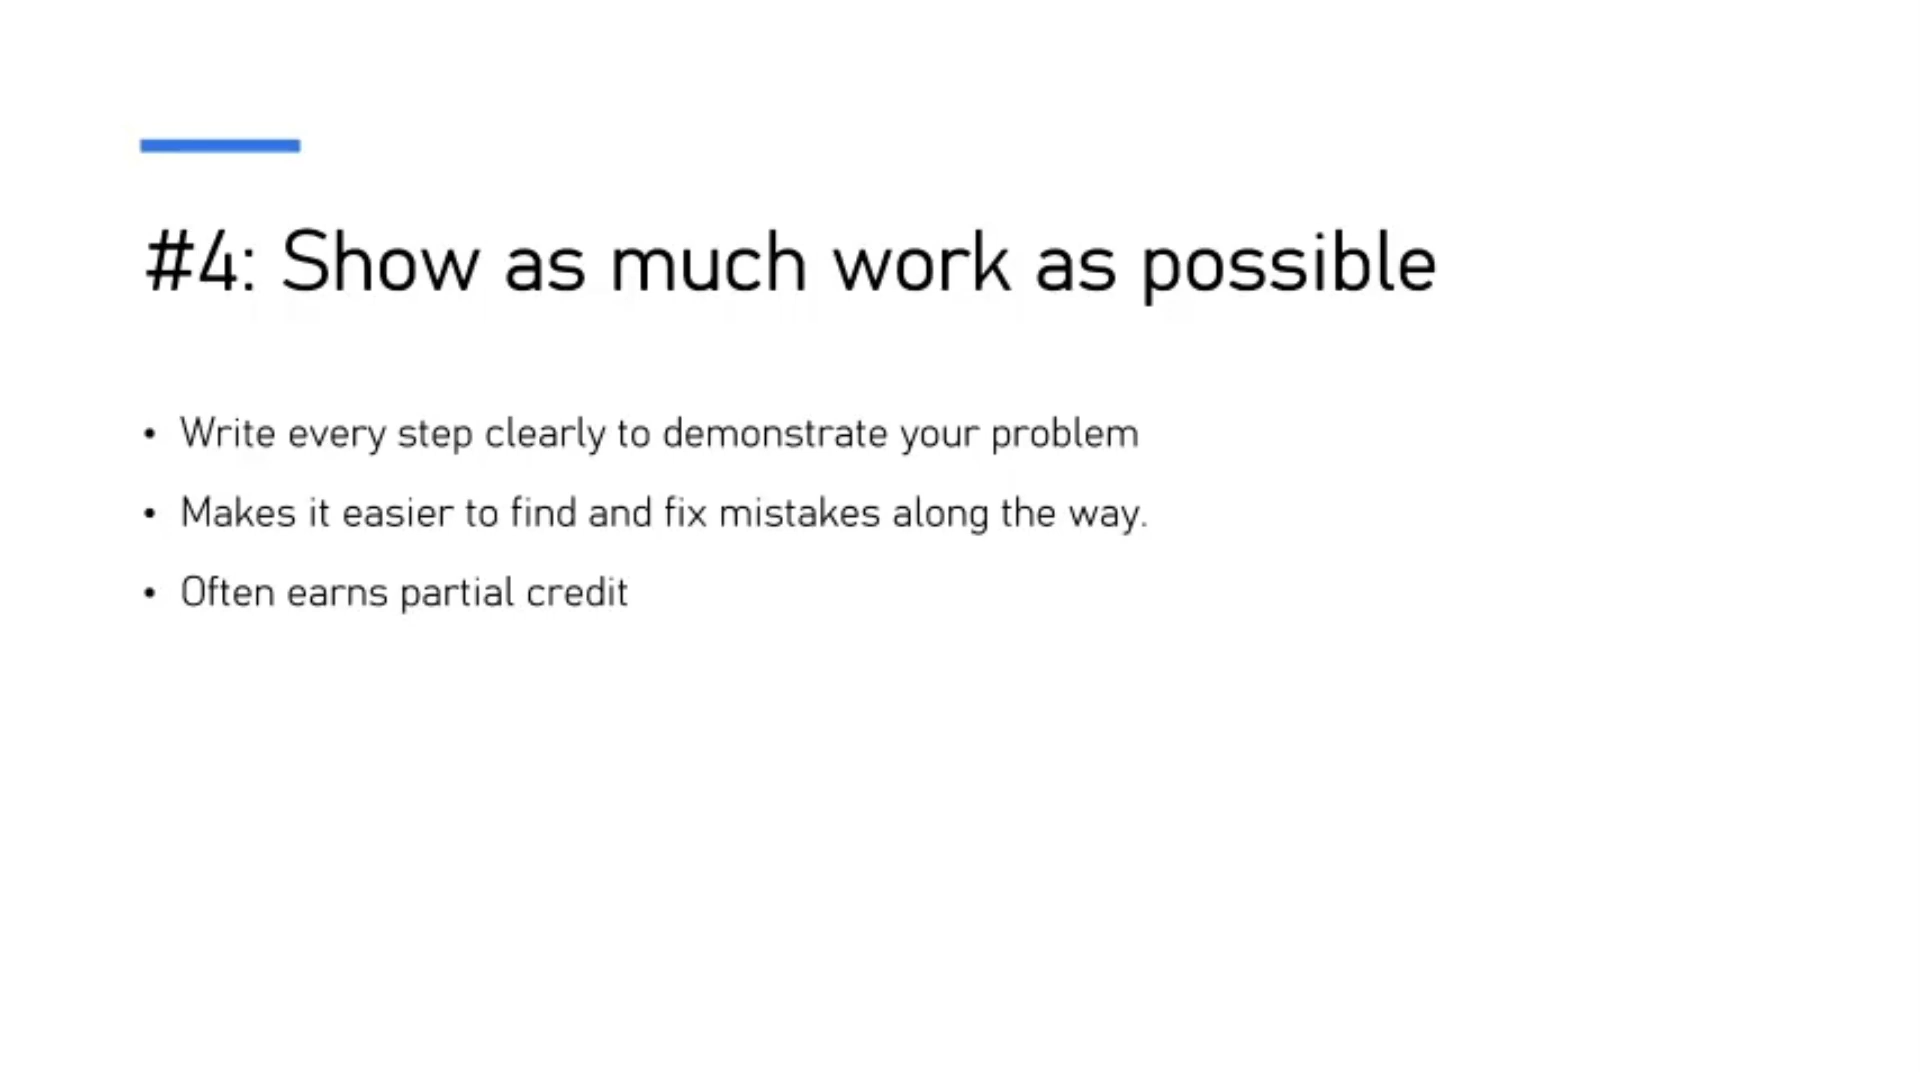 #4: Show as much work as possible
• Write every step clearly to demonstrate your problem
• Makes it easier to find and fix mistakes along the way.
• Often earns partial credit